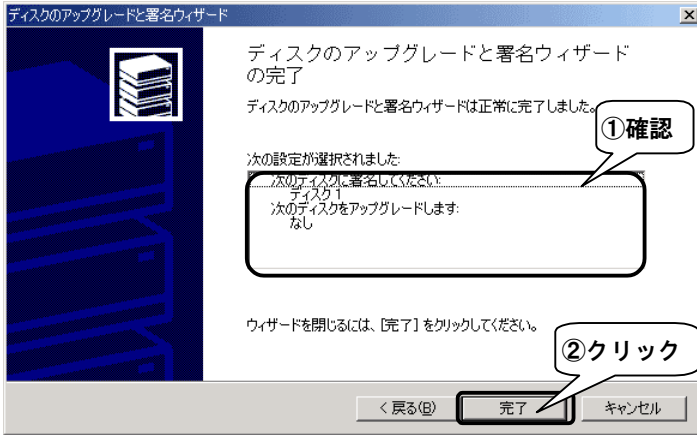 ディスクのアップグレードと署名ウィザード
ディスクのアップグレードと署名ウィザード
の完了
ディスクのアップグレードと署名ウィザードは正常に完了しました。
①確認
次の設定が選択されました:
次のディスクに署名してください:
ディスク 1
次のディスクをアップグレードします:
なし
ウィザードを閉じるには、[完了] をクリックしてください。
②クリック
< 戻る(B)
完了
キャンセル